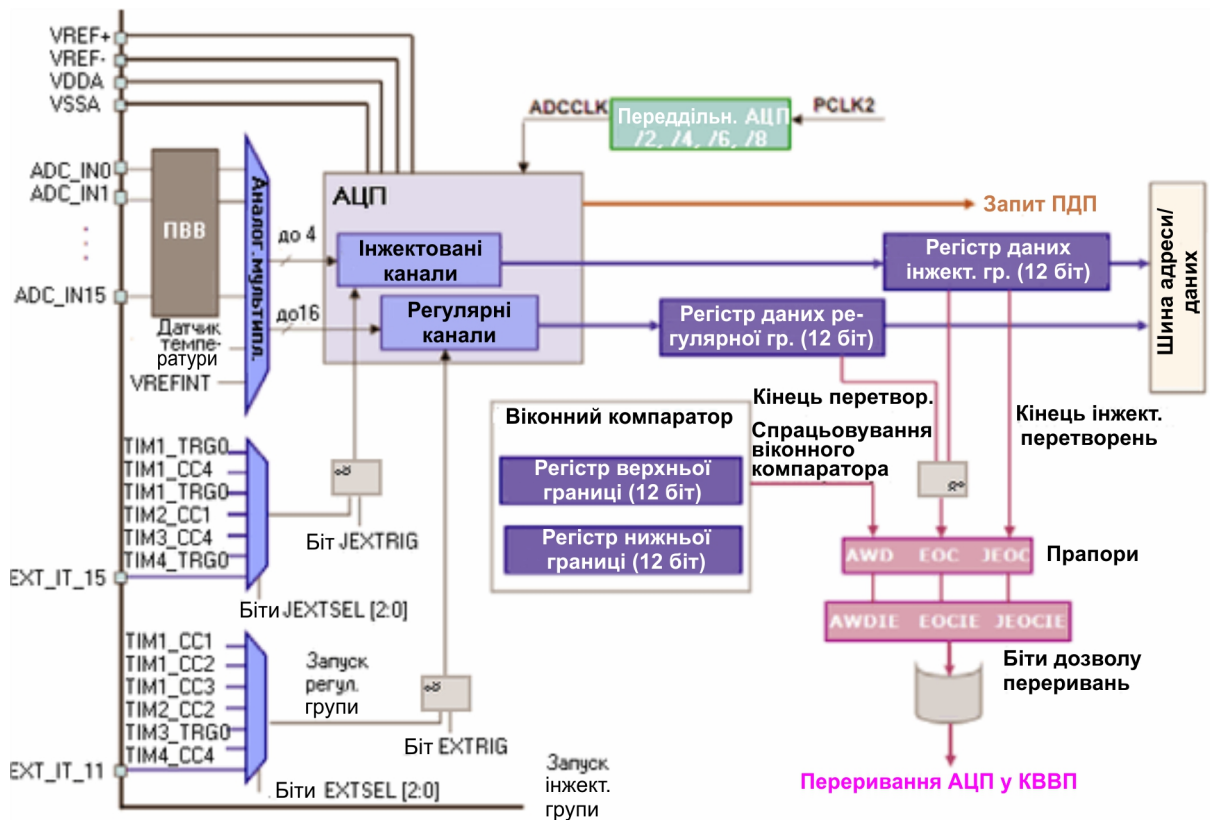 VREF+
VREF-
VDDA
VSSA
ADCCLK
Переддільн. АЦП
/2, /4, /6, /8
PCLK2
ADC_IN0
ADC_IN1
ADC_IN15
ПВВ
Аналог. мультипл.
Датчик
темпе-
ратури
VREFINT
до 4
до16
АЦП
Інжектовані
канали
Регулярні
канали
Запит ПДП
Регістр даних
інжект. гр. (12 біт)
Регістр даних ре-
гулярної гр. (12 біт)
Шина адреси/
даних
Кінець перетвор.
Кінець інжект.
перетворень
Віконний компаратор
Спрацьовування
віконного
компаратора
Регістр верхньої
границі (12 біт)
Регістр нижньої
границі (12 біт)
TIM1_TRG0
TIM1_CC4
TIM1_TRG0
TIM2_CC1
TIM3_CC4
TIM4_TRG0
EXT_IT_15
Біт JEXTRIG
Біти JEXTSEL [2:0]
AWD EOC JEOC
Прапори
AWDIE EOCIE JEOCIE
Біти дозволу
переривань
TIM1_CC1
TIM1_CC2
TIM1_CC3
TIM2_CC2
TIM3_TRG0
TIM4_CC4
EXT_IT_11
Запуск
регул.
групи
Біт EXTRIG
Біти EXTSEL [2:0]
Запуск
інжект.
групи
Переривання АЦП у КВВП